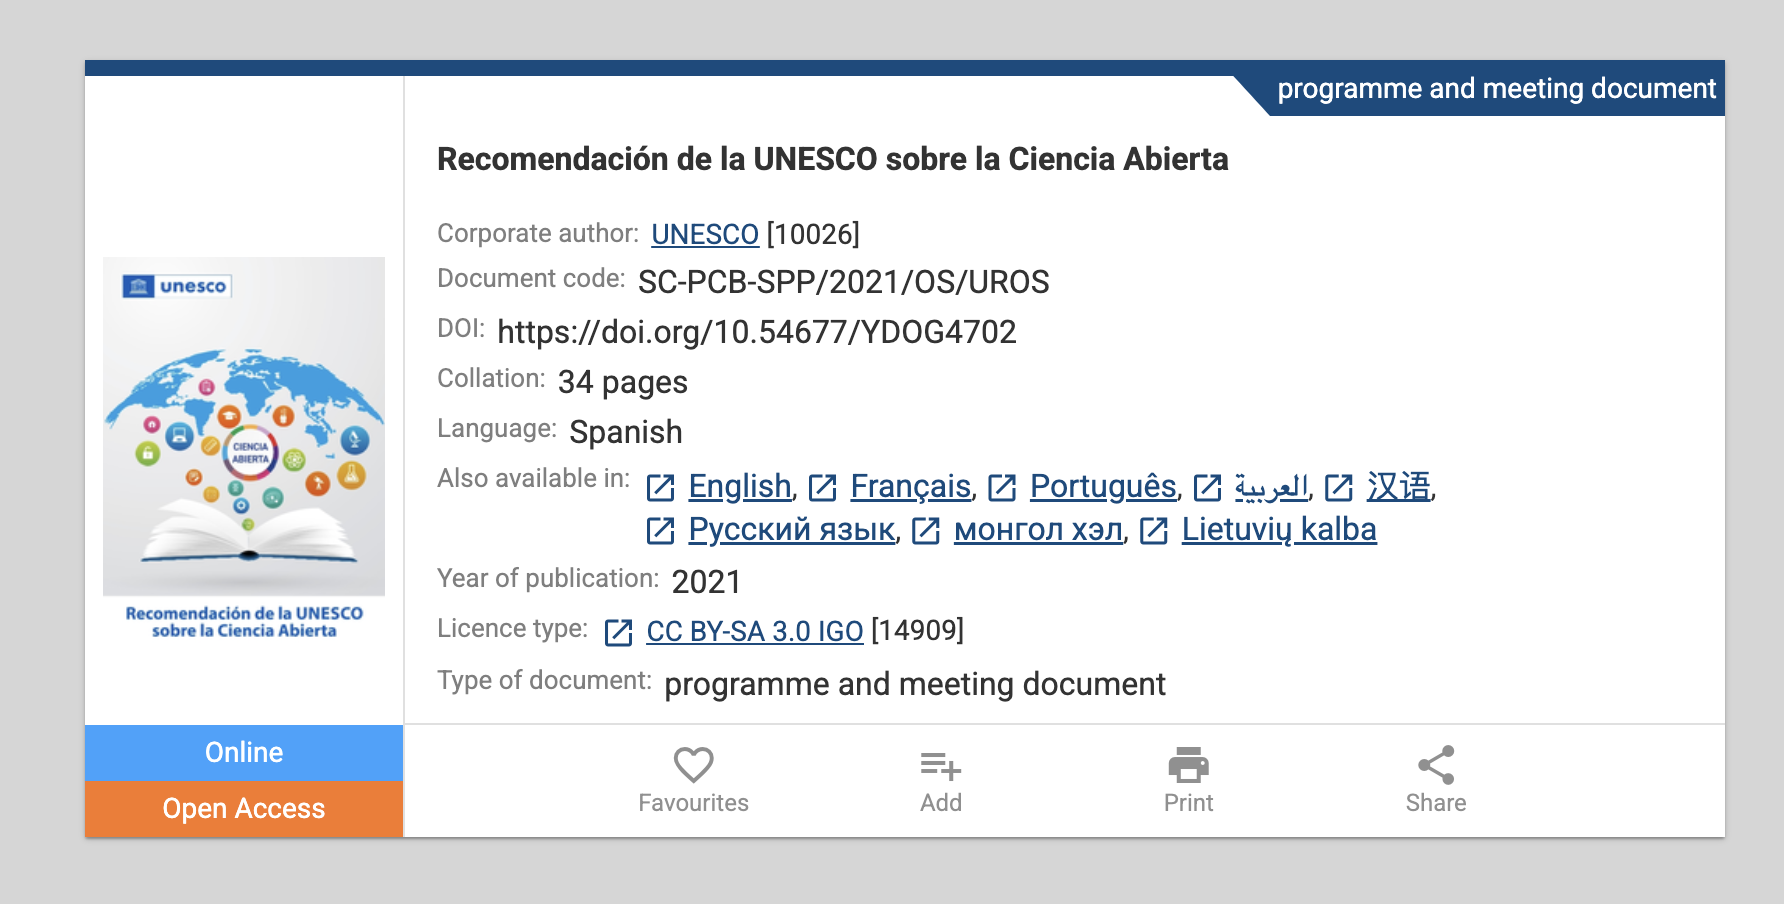 programme and meeting document
Recomendación de la UNESCO sobre la Ciencia Abierta
Corporate author: UNESCO [10026]
Document code: SC-PCB-SPP/2021/OS/UROS
DOI: https://doi.org/10.54677/YDOG4702
Collation: 34 pages
Language: Spanish
Also available in: English, Français, Português, العربية, 汉语,
Русский язык, монгол хэл, Lietuvių kalba
Year of publication: 2021
Licence type: CC BY-SA 3.0 IGO [14909]
Type of document: programme and meeting document
unesco
CIENCIA
ABIERTA
Recomendación de la UNESCO
sobre la Ciencia Abierta
Online
Open Access
Favourites Add Print Share